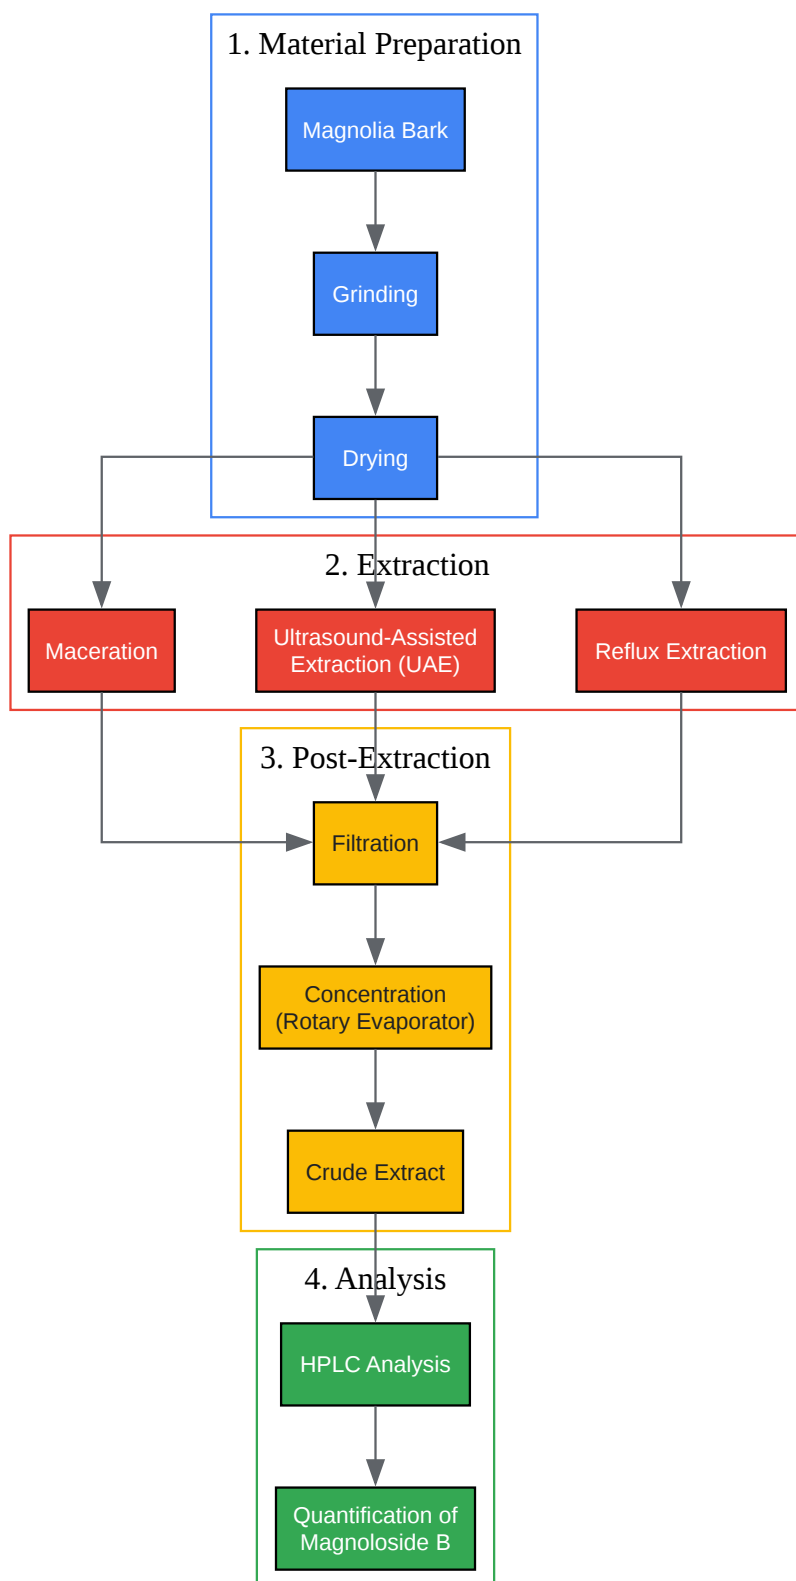 1. Material Preparation
Magnolia Bark
Grinding
Drying
2. Extraction
Maceration
Ultrasound-Assisted
Extraction (UAE)
Reflux Extraction
3. Post-Extraction
Filtration
Concentration
(Rotary Evaporator)
Crude Extract
4. Analysis
HPLC Analysis
Quantification of
Magnoloside B